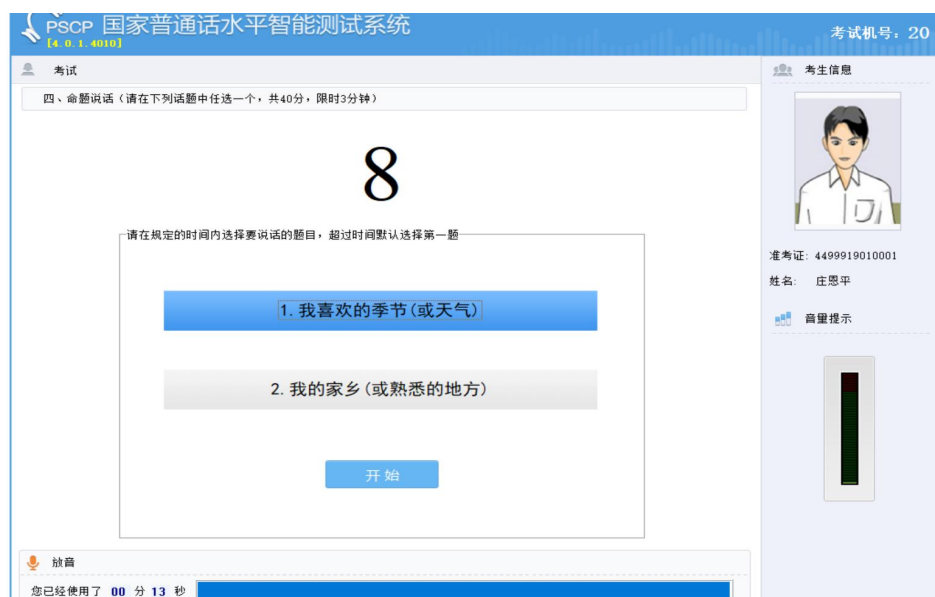 PSCP 国家普通话水平智能测试系统
[4.0.1.4010]
考试机号：20
考试
四、命题说话（请在下列话题中任选一个，共40分，限时3分钟）
8
请在规定的时间内选择要说话的题目，超过时间默认选择第一题
1. 我喜欢的季节(或天气)
2. 我的家乡(或熟悉的地方)
开始
放音
您已经使用了 00 分 13 秒
考生信息
准考证: 4499919010001
姓名: 庄恩平
音量提示